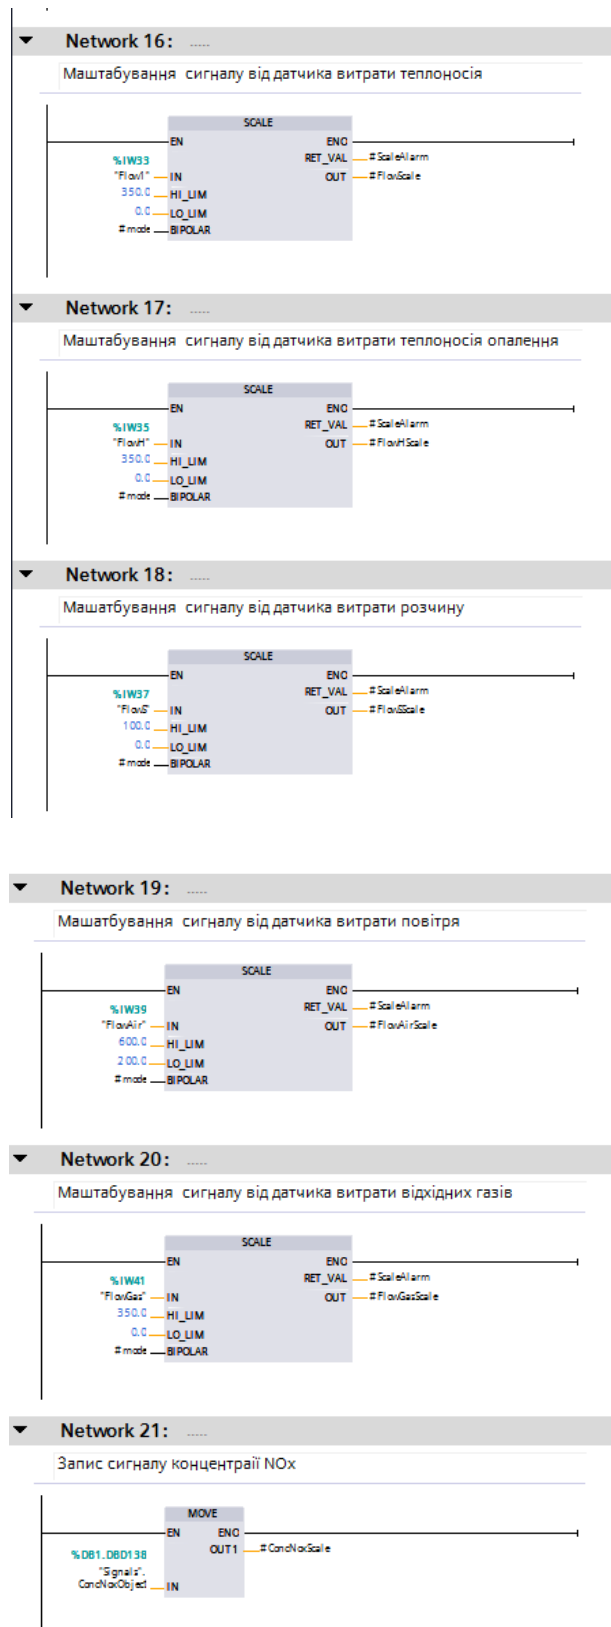 Network 16: .....
Маштабування сигналу від датчика витрати теплоносія
SCALE
EN ENO
%IW33 RET_VAL #ScaleAlarm
"Flow1" IN OUT #FlowScale
350.0 HI_LIM
0.0 LO_LIM
#mode BIPOLAR
Network 17: .....
Маштабування сигналу від датчика витрати теплоносія опалення
SCALE
EN ENO
%IW35 RET_VAL #ScaleAlarm
"FlowH" IN OUT #FlowHScale
350.0 HI_LIM
0.0 LO_LIM
#mode BIPOLAR
Network 18: .....
Машатбування сигналу від датчика витрати розчину
SCALE
EN ENO
%IW37 RET_VAL #ScaleAlarm
"FlowS" IN OUT #FlowSScale
100.0 HI_LIM
0.0 LO_LIM
#mode BIPOLAR
Network 19: .....
Машатбування сигналу від датчика витрати повітря
SCALE
EN ENO
%IW39 RET_VAL #ScaleAlarm
"FlowAir" IN OUT #FlowAirScale
600.0 HI_LIM
200.0 LO_LIM
#mode BIPOLAR
Network 20: .....
Маштабування сигналу від датчика витрати відхідних газів
SCALE
EN ENO
%IW41 RET_VAL #ScaleAlarm
"FlowGas" IN OUT #FlowGasScale
350.0 HI_LIM
0.0 LO_LIM
#mode BIPOLAR
Network 21: .....
Запис сигналу концентраії NOx
MOVE
EN ENO
%DB1.DBD138 OUT1 #ConcNoxScale
"Signals".
ConcNoxObject IN